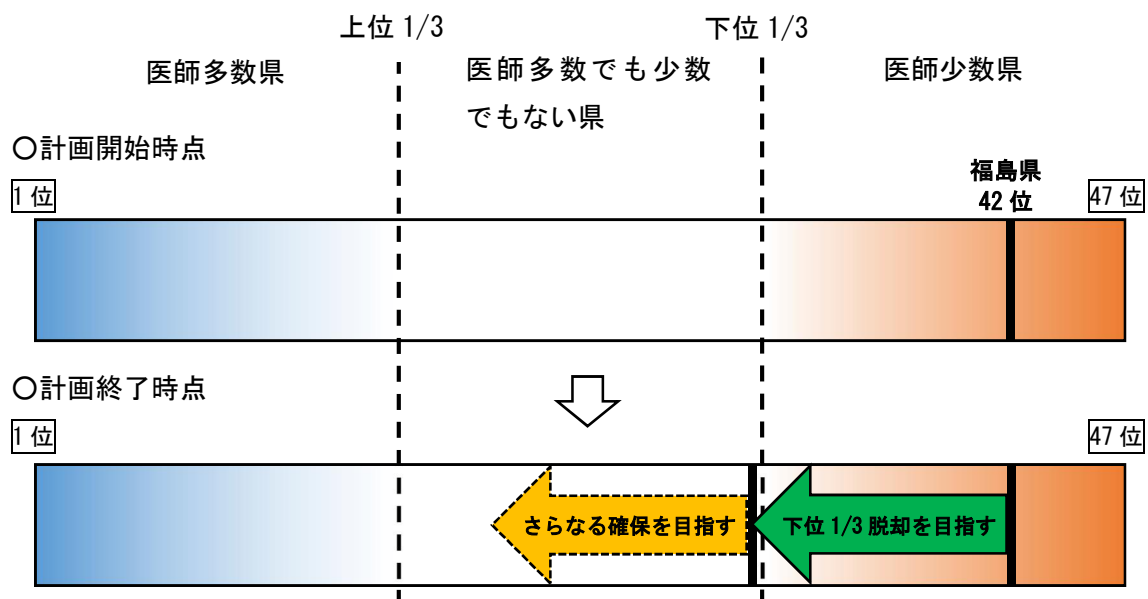 上位 1/3
下位 1/3
医師多数県
医師多数でも少数
でもない県
医師少数県
〇計画開始時点
1 位
福島県
42 位
47 位
〇計画終了時点
1 位
47 位
さらなる確保を目指す
下位 1/3 脱却を目指す